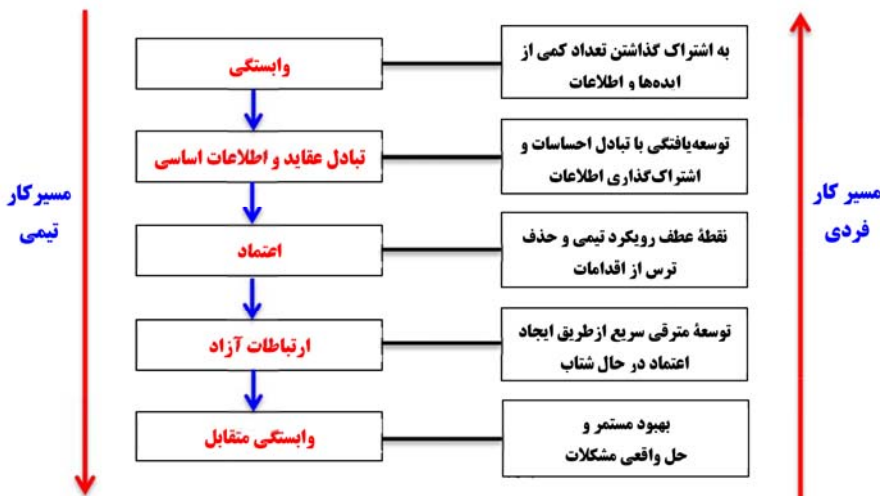 وابستگی
به اشتراک گذاشتن تعداد کمی از
ایده‌ها و اطلاعات
تبادل عقاید و اطلاعات اساسی
توسعه‌یافتگی با تبادل احساسات و
اشتراک‌گذاری اطلاعات
اعتماد
نقطهٔ عطف رویکرد تیمی و حذف
ترس از اقدامات
ارتباطات آزاد
توسعهٔ مترقی سریع ازطریق ایجاد
اعتماد در حال شتاب
وابستگی متقابل
بهبود مستمر و
حل واقعی مشکلات
مسیر کار
فردی
مسیر کار
تیمی